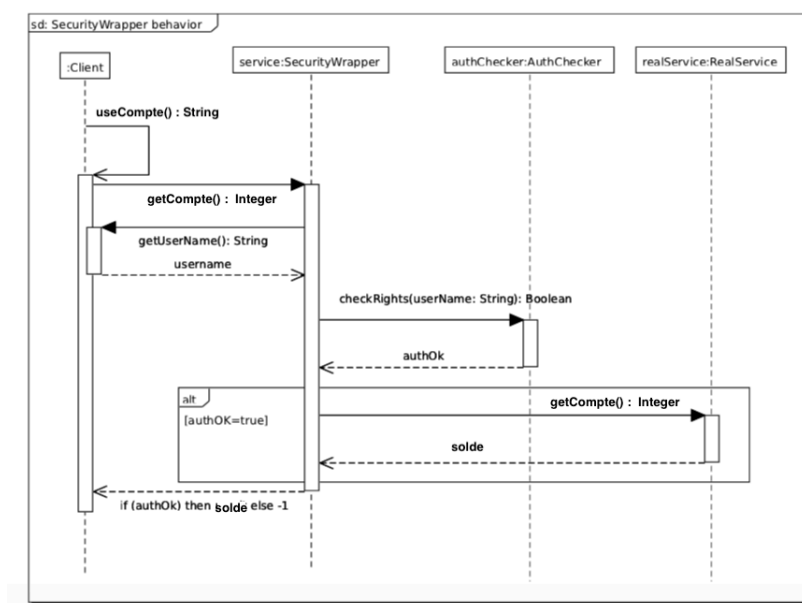 sd: SecurityWrapper behavior
:Client
service:SecurityWrapper
authChecker:AuthChecker
realService:RealService
useCompte() : String
getCompte() : Integer
getUserName(): String
username
checkRights(userName: String): Boolean
authOk
alt
[authOK=true]
getCompte() : Integer
solde
if (authOk) then solde else -1